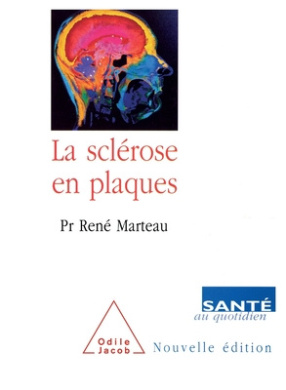 La sclérose
en plaques
Pr René Marteau
SANTÉ
au quotidien
Odile
Jacob
Nouvelle édition